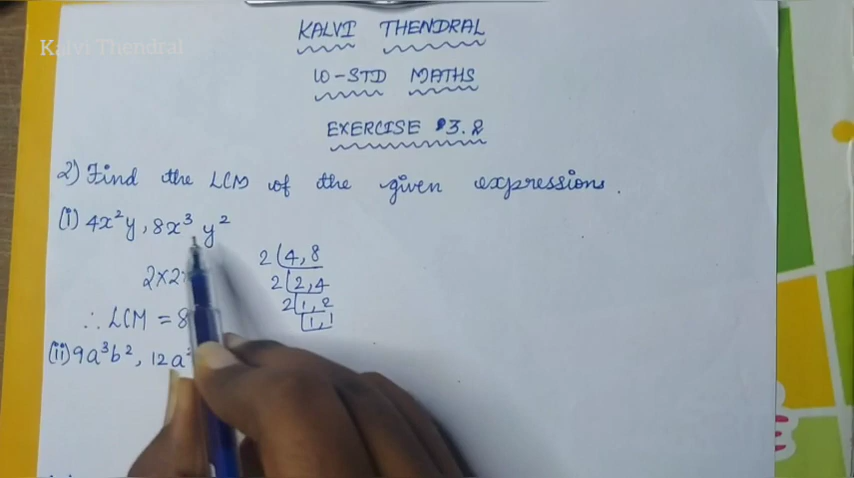 Kalvi Thendral
KALVI THENDRAL
10-STD MATHS
EXERCISE 3.2
2) Find the LCM of the given expressions.
(i) 4x²y, 8x³y²
2 | 4, 8
2×2×
2 | 2, 4
2 | 1, 2
∴ LCM = 8
1, 1
(ii) 9a³b², 12a²